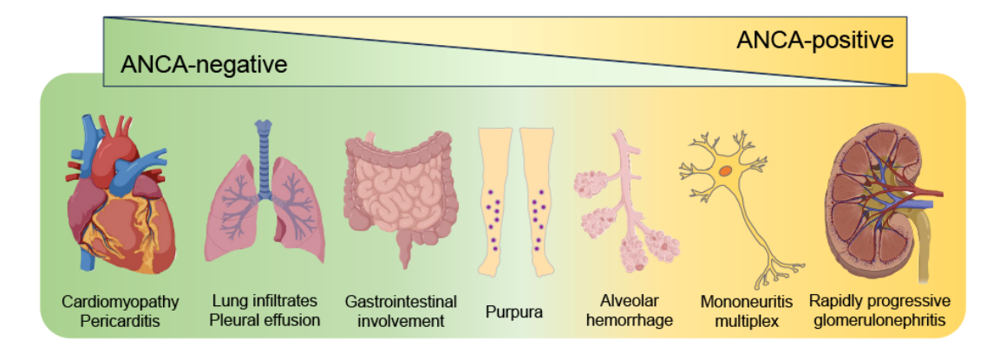 ANCA-positive
ANCA-negative
Cardiomyopathy
Pericarditis
Lung infiltrates
Pleural effusion
Gastrointestinal
involvement
Purpura
Alveolar
hemorrhage
Mononeuritis
multiplex
Rapidly progressive
glomerulonephritis